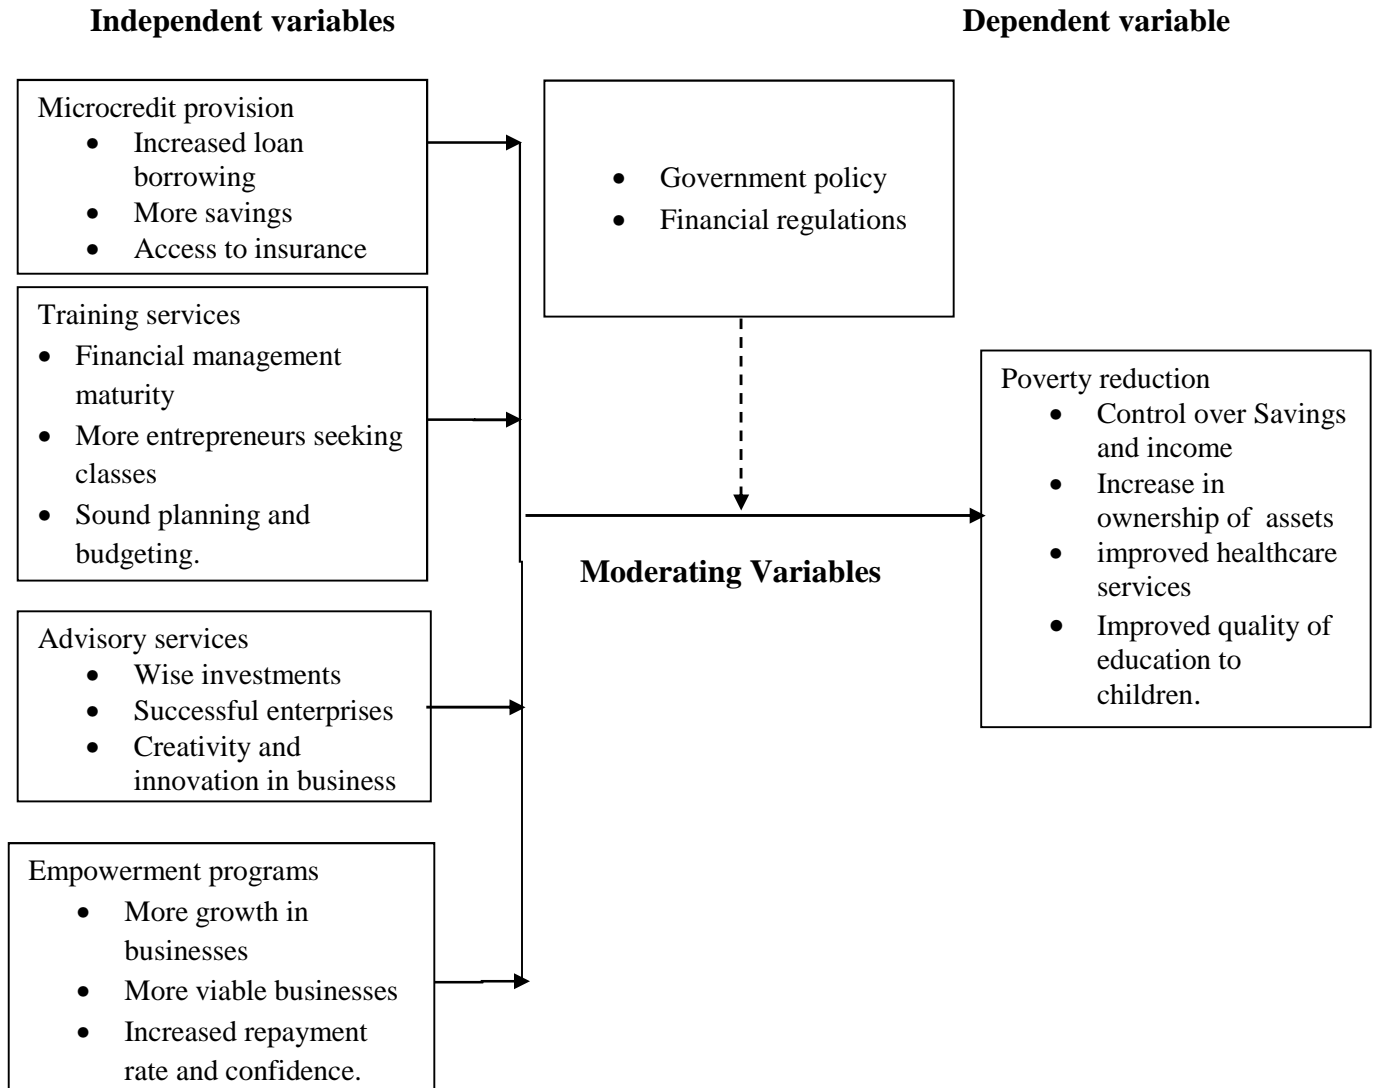 Independent variables
Dependent variable
Microcredit provision
• Increased loan
borrowing
• More savings
• Access to insurance
Training services
• Financial management
maturity
• More entrepreneurs seeking
classes
• Sound planning and
budgeting.
Advisory services
• Wise investments
• Successful enterprises
• Creativity and
innovation in business
Empowerment programs
• More growth in
businesses
• More viable businesses
• Increased repayment
rate and confidence.
• Government policy
• Financial regulations
Moderating Variables
Poverty reduction
• Control over Savings
and income
• Increase in
ownership of  assets
• improved healthcare
services
• Improved quality of
education to
children.